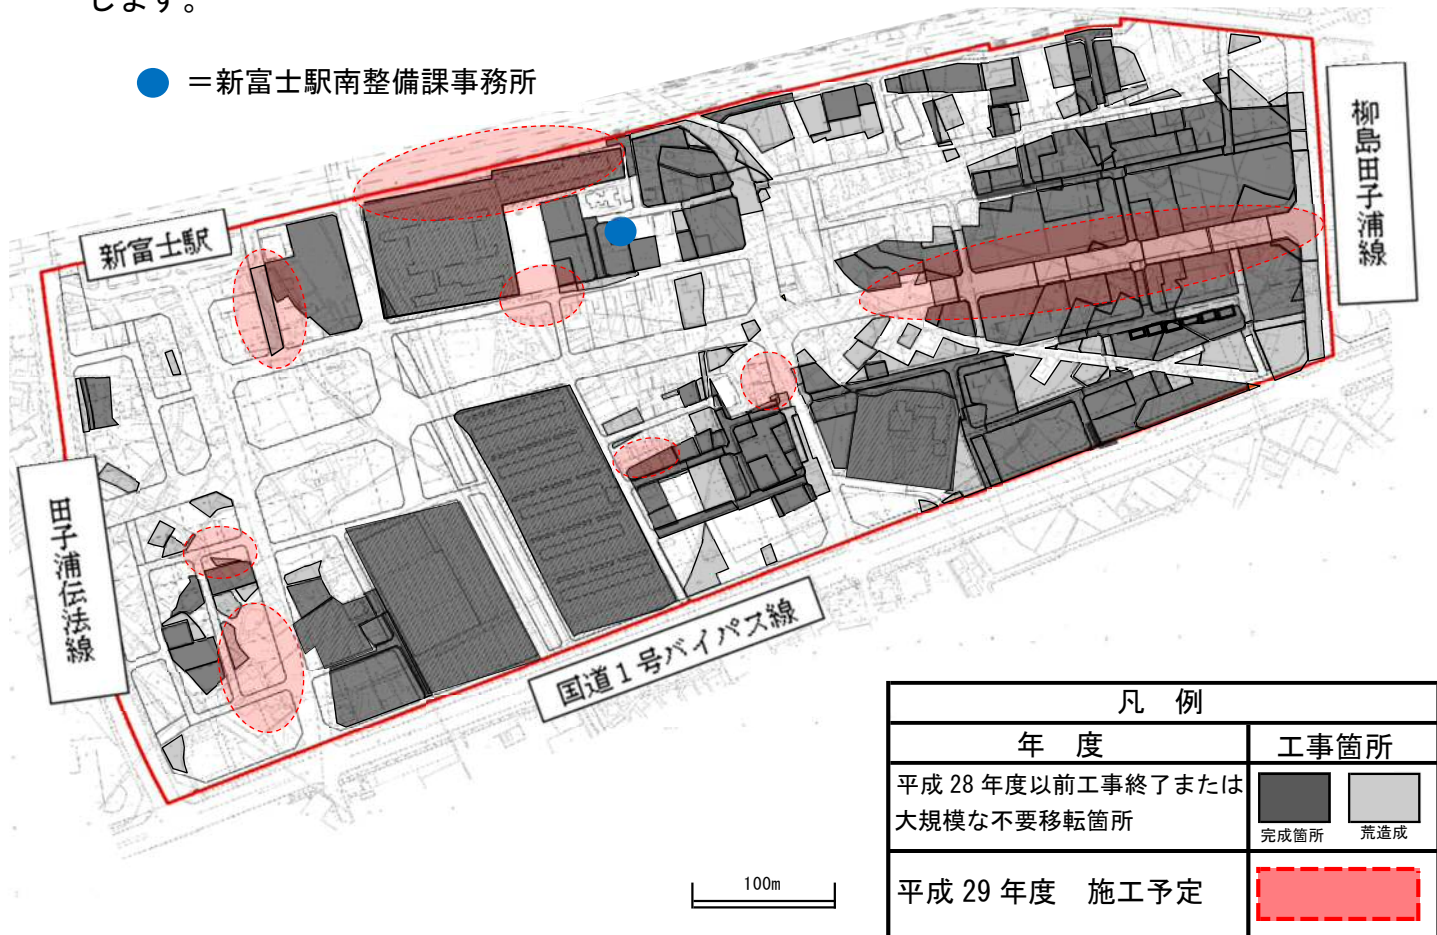 します。
＝新富士駅南整備課事務所
新富士駅
柳島田子浦線
田子浦伝法線
国道１号バイパス線
凡　例
年　度
工事箇所
平成 28 年度以前工事終了または
大規模な不要移転箇所
完成箇所
荒造成
平成 29 年度　施工予定
100m